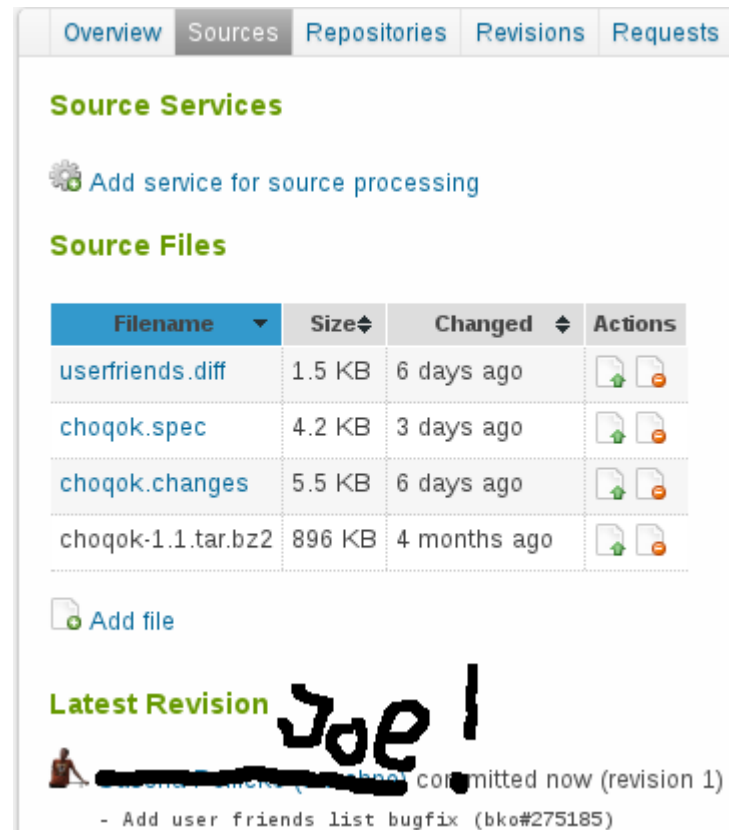 Overview Sources Repositories Revisions Requests
Source Services
Add service for source processing
Source Files
Filename Size Changed Actions
userfriends.diff 1.5 KB 6 days ago
choqok.spec 4.2 KB 3 days ago
choqok.changes 5.5 KB 6 days ago
choqok-1.1.tar.bz2 896 KB 4 months ago
Add file
Latest Revision Joe!
committed now (revision 1)
- Add user friends list bugfix (bko#275185)